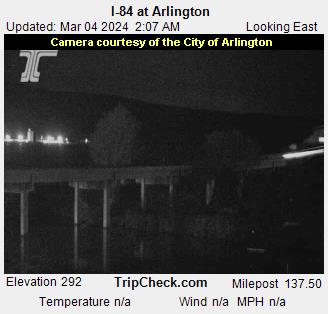 I-84 at Arlington
Updated: Mar 04 2024 2:07 AM Looking East
Camera courtesy of the City of Arlington
Elevation 292 TripCheck.com Milepost 137.50
Temperature n/a Wind n/a MPH n/a